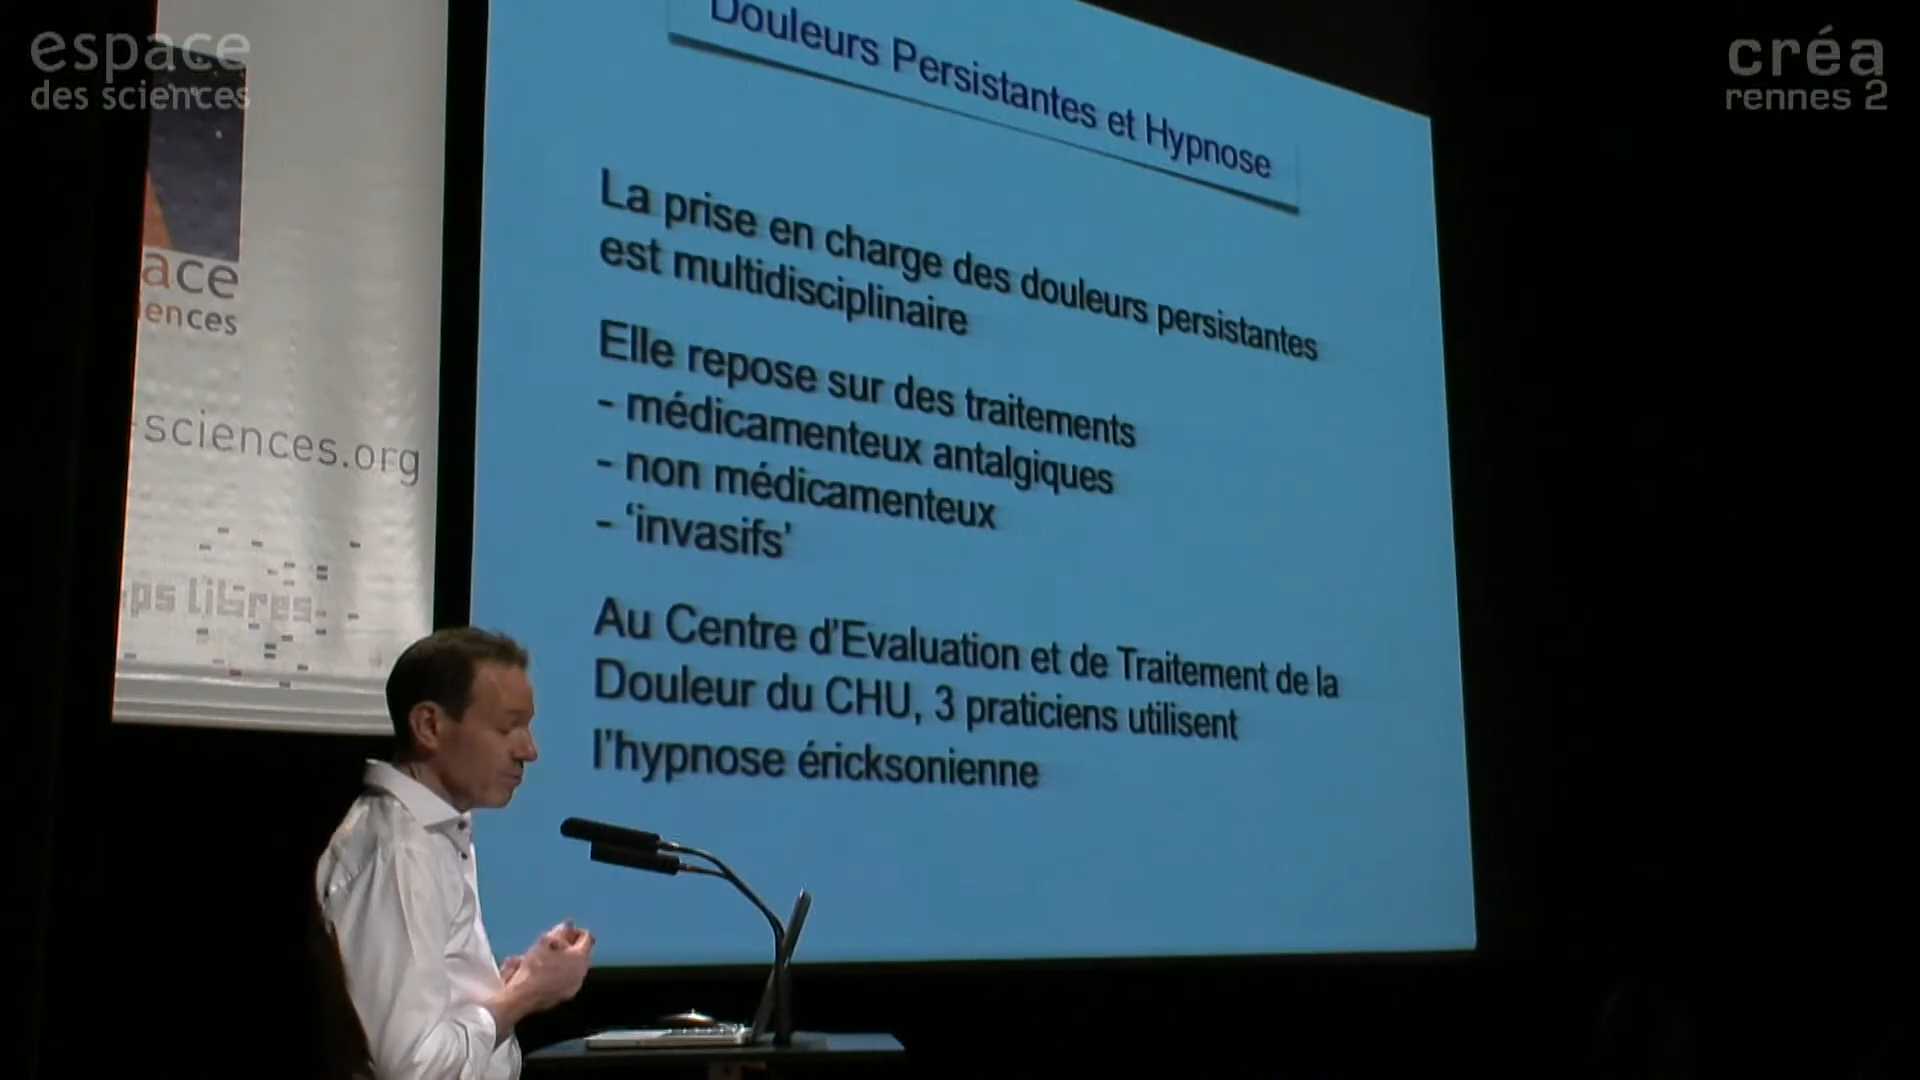 espace
des sciences
créa
rennes 2
ace
iences
-sciences.org
ps libres
Douleurs Persistantes et Hypnose
La prise en charge des douleurs persistantes
est multidisciplinaire
Elle repose sur des traitements
- médicamenteux antalgiques
- non médicamenteux
- ‘invasifs’
Au Centre d’Evaluation et de Traitement de la
Douleur du CHU, 3 praticiens utilisent
l’hypnose éricksonienne